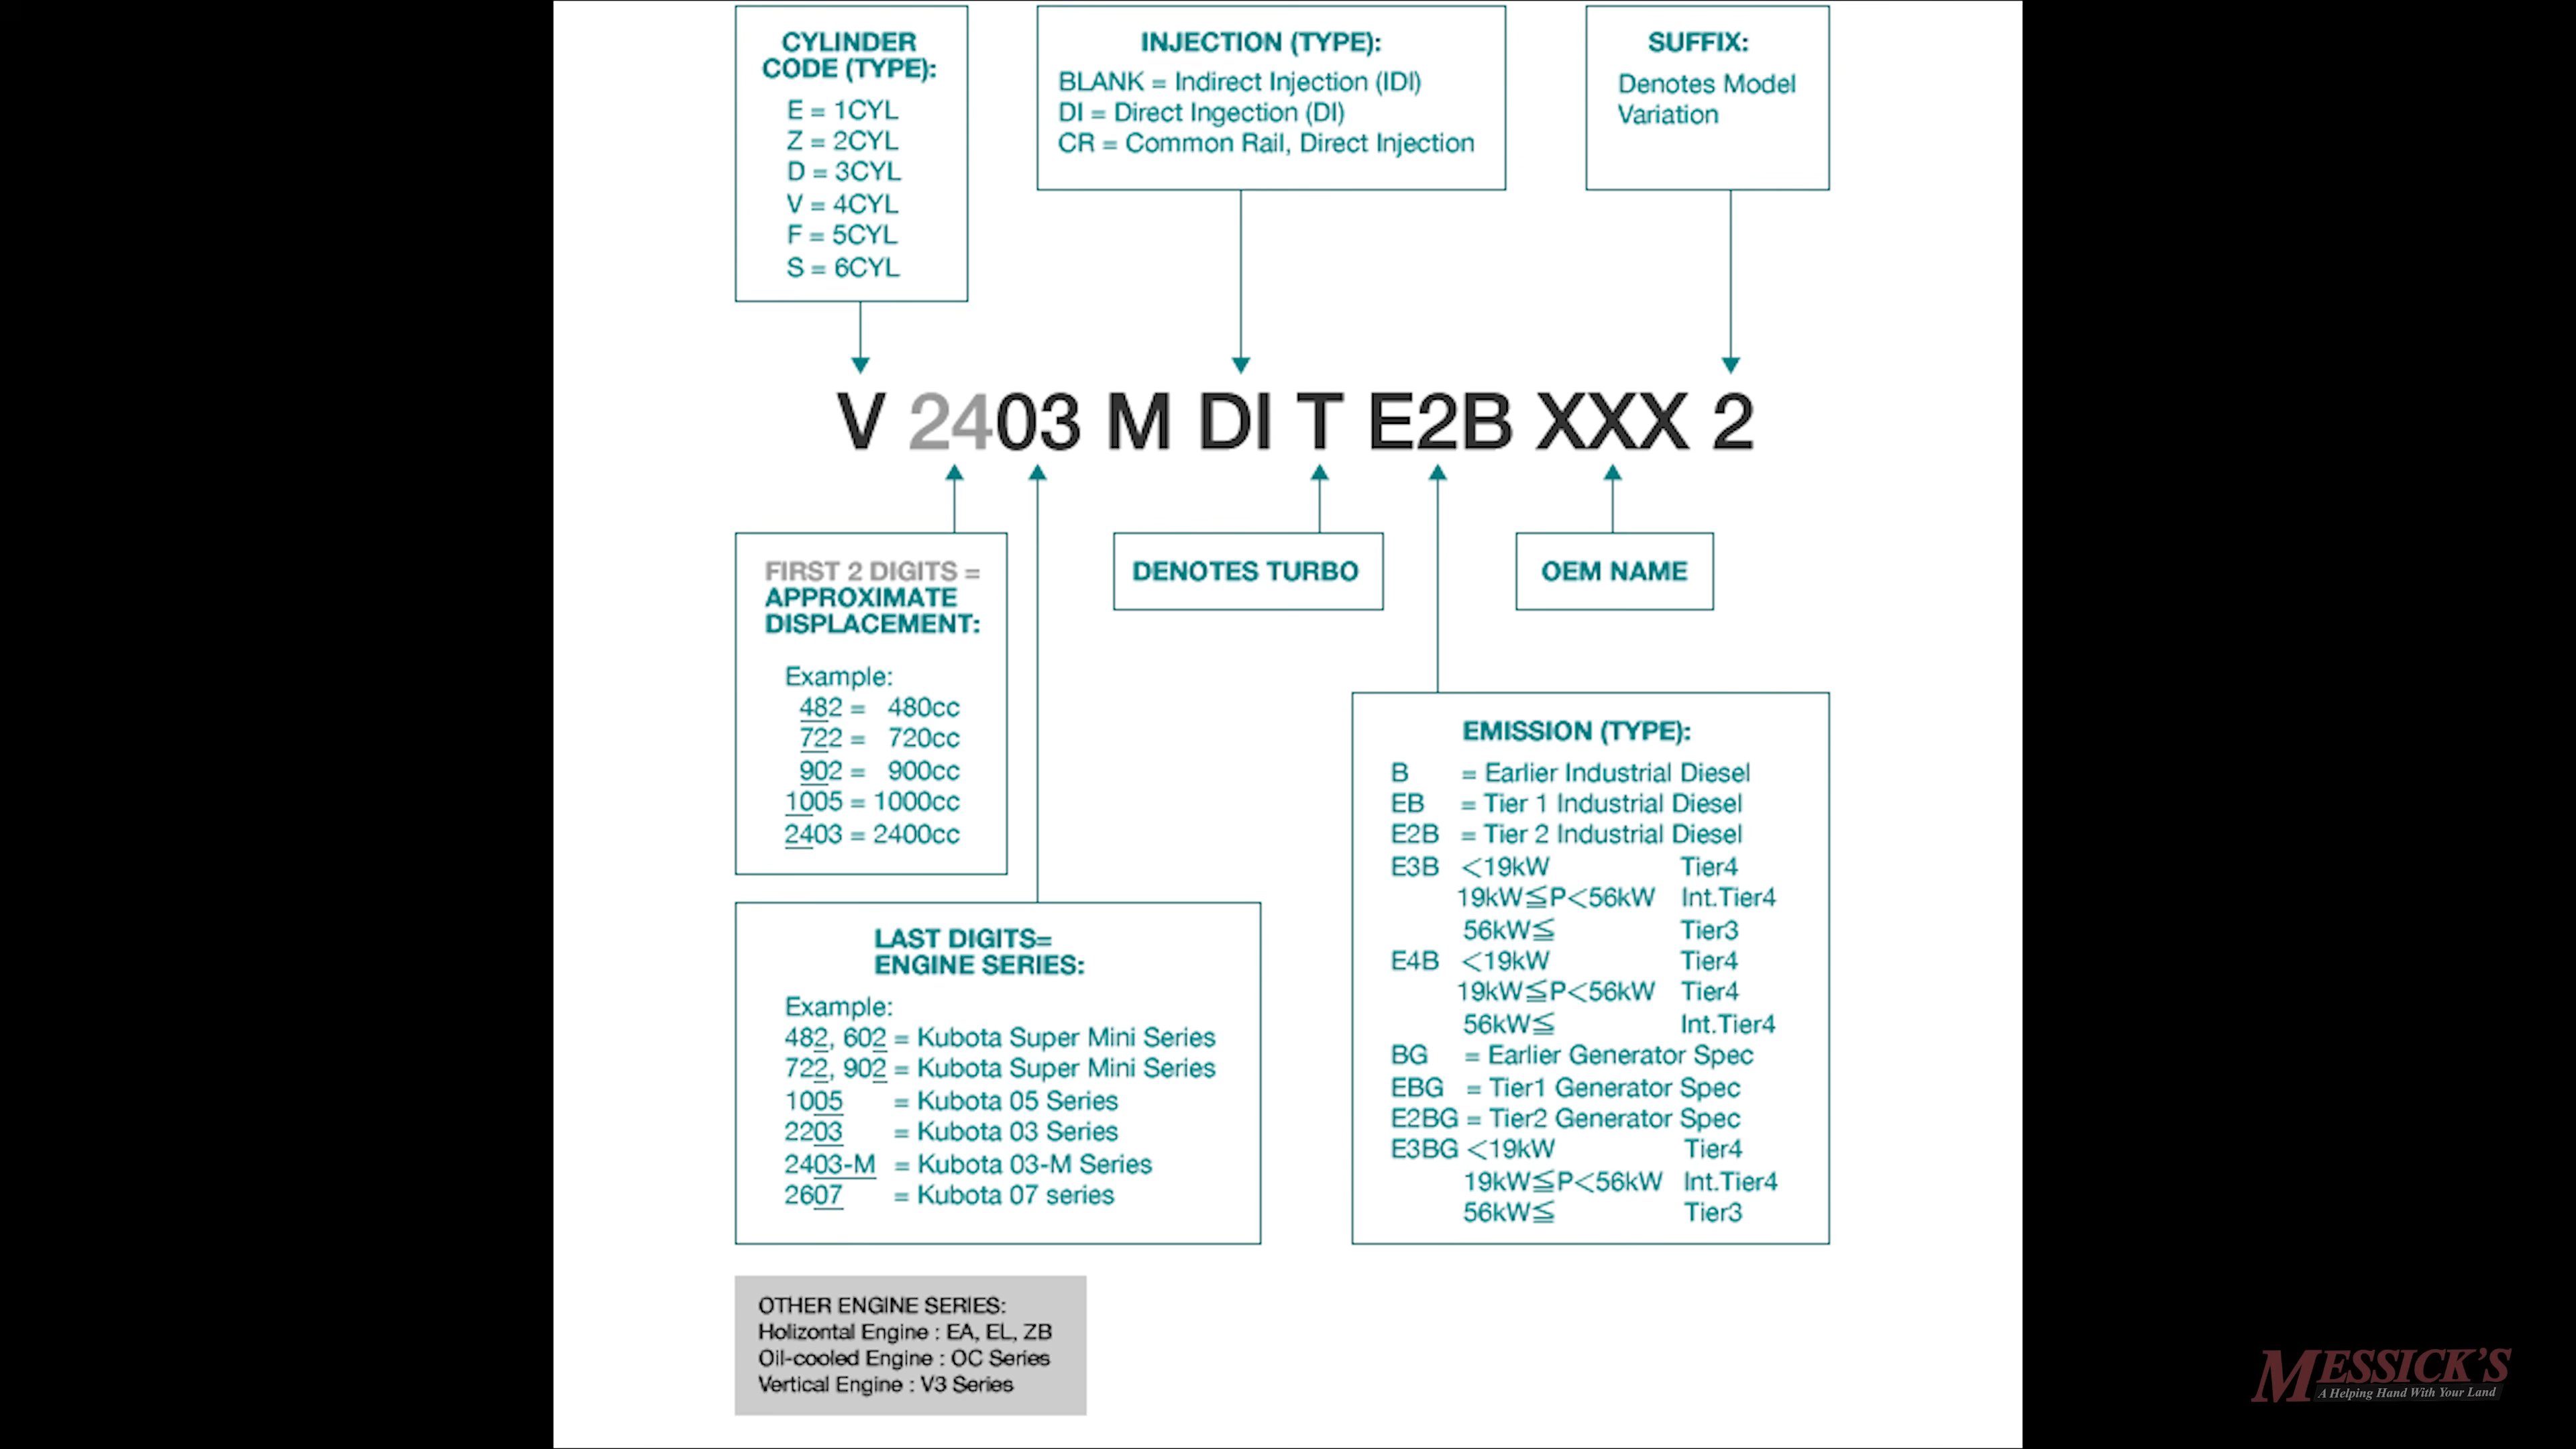 CYLINDER
CODE (TYPE):
E = 1CYL
Z = 2CYL
D = 3CYL
V = 4CYL
F = 5CYL
S = 6CYL
INJECTION (TYPE):
BLANK = Indirect Injection (IDI)
DI = Direct Ingection (DI)
CR = Common Rail, Direct Injection
SUFFIX:
Denotes Model
Variation
V 2403 M DI T E2B XXX 2
FIRST 2 DIGITS =
APPROXIMATE
DISPLACEMENT:
Example:
482 = 480cc
722 = 720cc
902 = 900cc
1005 = 1000cc
2403 = 2400cc
DENOTES TURBO
OEM NAME
LAST DIGITS=
ENGINE SERIES:
Example:
482, 602 = Kubota Super Mini Series
722, 902 = Kubota Super Mini Series
1005 = Kubota 05 Series
2203 = Kubota 03 Series
2403-M = Kubota 03-M Series
2607 = Kubota 07 series
EMISSION (TYPE):
B = Earlier Industrial Diesel
EB = Tier 1 Industrial Diesel
E2B = Tier 2 Industrial Diesel
E3B <19kW Tier4
19kW≦P<56kW Int.Tier4
56kW≦ Tier3
E4B <19kW Tier4
19kW≦P<56kW Tier4
56kW≦ Int.Tier4
BG = Earlier Generator Spec
EBG = Tier1 Generator Spec
E2BG = Tier2 Generator Spec
E3BG <19kW Tier4
19kW≦P<56kW Int.Tier4
56kW≦ Tier3
OTHER ENGINE SERIES:
Holizontal Engine : EA, EL, ZB
Oil-cooled Engine : OC Series
Vertical Engine : V3 Series
MESSICK'S
A Helping Hand With Your Land